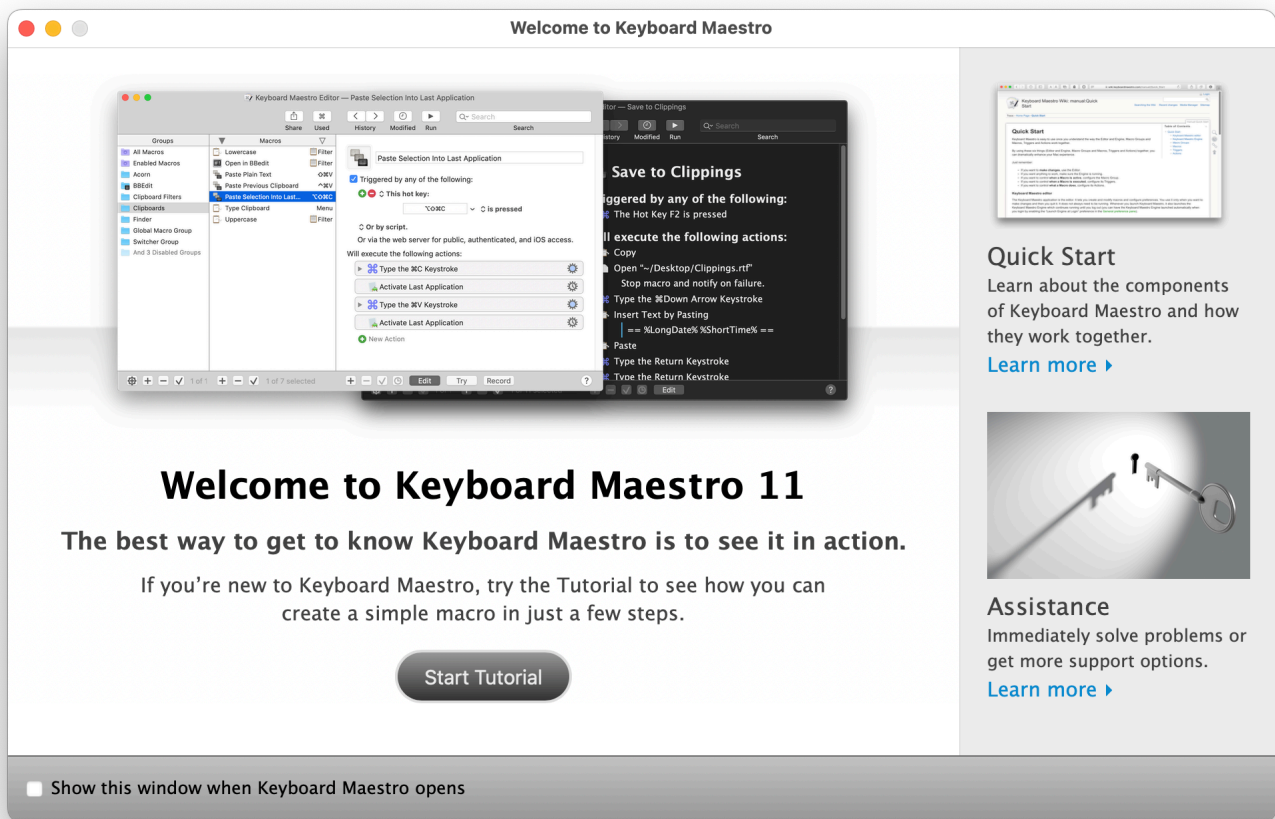 Welcome to Keyboard Maestro
Keyboard Maestro Editor — Paste Selection Into Last Application
Share Used History Modified Run Search
Search
Groups
All Macros
Enabled Macros
Acorn
BBEdit
Clipboard Filters
Clipboards
Finder
Global Macro Group
Switcher Group
And 3 Disabled Groups
Macros
Lowercase Filter
Open in BBedit Filter
Paste Plain Text ⇧⌘V
Paste Previous Clipboard ^⌘V
Paste Selection Into Last... ⌥⇧⌘C
Type Clipboard Menu
Uppercase Filter
Paste Selection Into Last Application
Triggered by any of the following:
This hot key:
is pressed
Or by script.
Or via the web server for public, authenticated, and iOS access.
Will execute the following actions:
Type the ⌘C Keystroke
Activate Last Application
Type the ⌘V Keystroke
Activate Last Application
New Action
1 of 1
1 of 7 selected
Edit Try Record ?
itor — Save to Clippings
Search
istory Modified Run Search
Save to Clippings
iggered by any of the following:
The Hot Key F2 is pressed
ll execute the following actions:
Copy
Open "~/Desktop/Clippings.rtf"
Stop macro and notify on failure.
Type the ⌘Down Arrow Keystroke
Insert Text by Pasting
== %LongDate% %ShortTime% ==
Paste
Type the Return Keystroke
Type the Return Keystroke
Edit ?
Welcome to Keyboard Maestro 11
The best way to get to know Keyboard Maestro is to see it in action.
If you’re new to Keyboard Maestro, try the Tutorial to see how you can
create a simple macro in just a few steps.
Start Tutorial
Keyboard Maestro Wiki: manual Quick
Start
Quick Start
Quick Start
Learn about the components
of Keyboard Maestro and how
they work together.
Learn more
Assistance
Immediately solve problems or
get more support options.
Learn more
Show this window when Keyboard Maestro opens